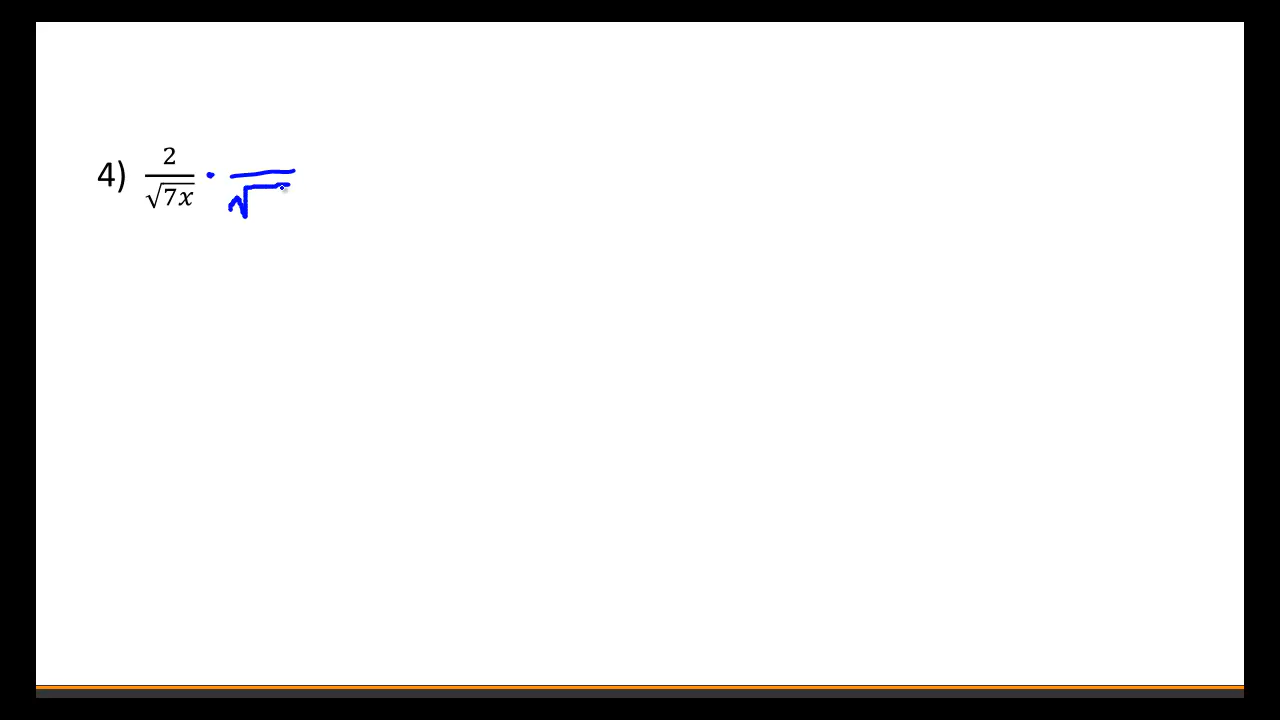 4) 2/√7x · /√